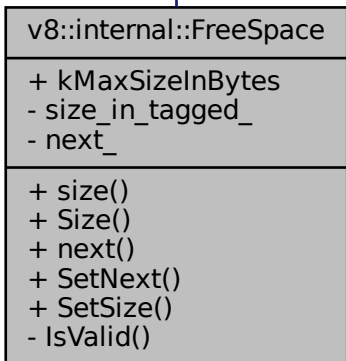 v8::internal::FreeSpace
+ kMaxSizeInBytes
- size_in_tagged_
- next_
+ size()
+ Size()
+ next()
+ SetNext()
+ SetSize()
- IsValid()